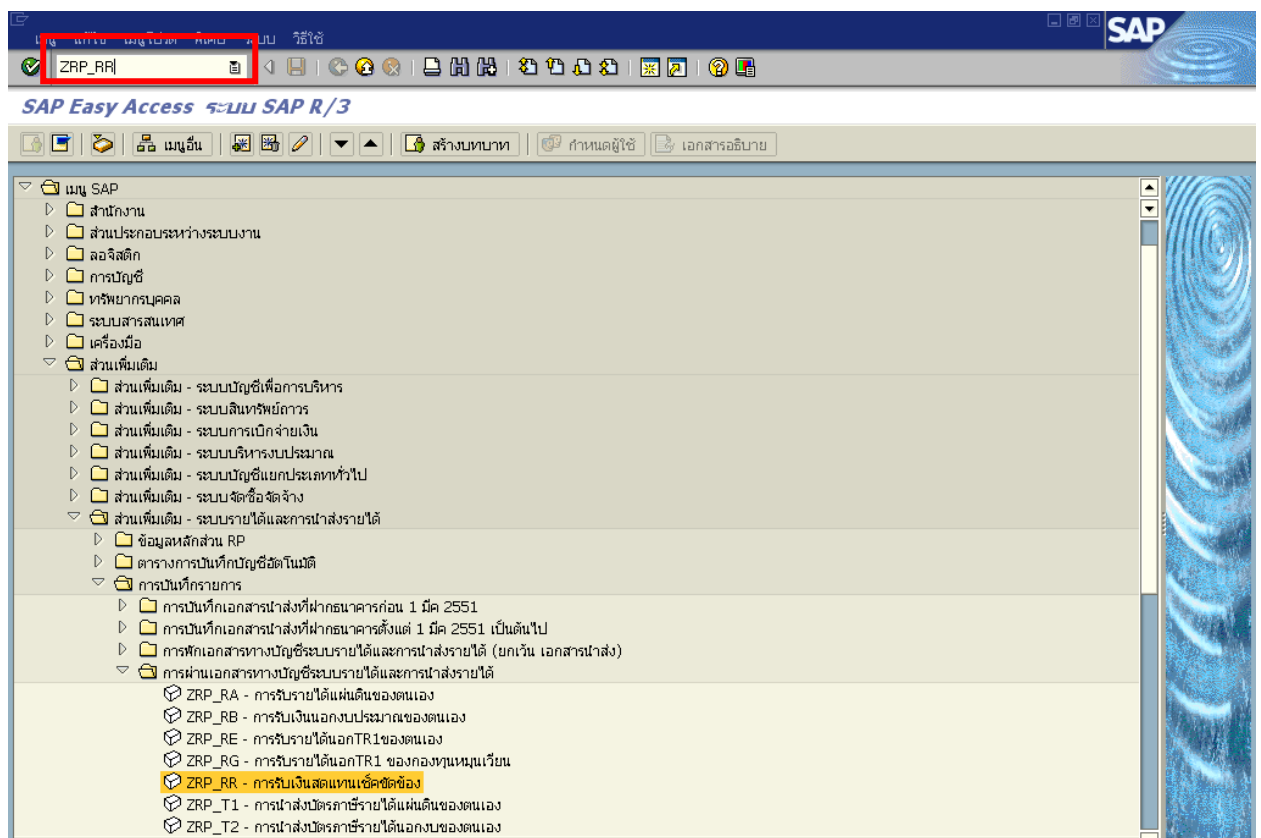 เมนู แก้ไข เมนูโปรด พิเศษ ระบบ วิธีใช้
SAP
ZRP_RR
SAP Easy Access ระบบ SAP R/3
เมนูอื่น สร้างบทบาท กำหนดผู้ใช้ เอกสารอธิบาย
เมนู SAP
สำนักงาน
ส่วนประกอบระหว่างระบบงาน
ลอจิสติก
การบัญชี
ทรัพยากรบุคคล
ระบบสารสนเทศ
เครื่องมือ
ส่วนเพิ่มเติม
ส่วนเพิ่มเติม - ระบบบัญชีเพื่อการบริหาร
ส่วนเพิ่มเติม - ระบบสินทรัพย์ถาวร
ส่วนเพิ่มเติม - ระบบการเบิกจ่ายเงิน
ส่วนเพิ่มเติม - ระบบบริหารงบประมาณ
ส่วนเพิ่มเติม - ระบบบัญชีแยกประเภททั่วไป
ส่วนเพิ่มเติม - ระบบจัดซื้อจัดจ้าง
ส่วนเพิ่มเติม - ระบบรายได้และการนำส่งรายได้
ข้อมูลหลักส่วน RP
ตารางการบันทึกบัญชีอัตโนมัติ
การบันทึกรายการ
การบันทึกเอกสารนำส่งที่ฝากธนาคารก่อน 1 มีค 2551
การบันทึกเอกสารนำส่งที่ฝากธนาคารตั้งแต่ 1 มีค 2551 เป็นต้นไป
การพักเอกสารทางบัญชีระบบรายได้และการนำส่งรายได้ (ยกเว้น เอกสารนำส่ง)
การผ่านเอกสารทางบัญชีระบบรายได้และการนำส่งรายได้
ZRP_RA - การรับรายได้แผ่นดินของตนเอง
ZRP_RB - การรับเงินนอกงบประมาณของตนเอง
ZRP_RE - การรับรายได้นอกTR1ของตนเอง
ZRP_RG - การรับรายได้นอกTR1 ของกองทุนหมุนเวียน
ZRP_RR - การรับเงินสดแทนเช็คขัดข้อง
ZRP_T1 - การนำส่งบัตรภาษีรายได้แผ่นดินของตนเอง
ZRP_T2 - การนำส่งบัตรภาษีรายได้นอกงบของตนเอง